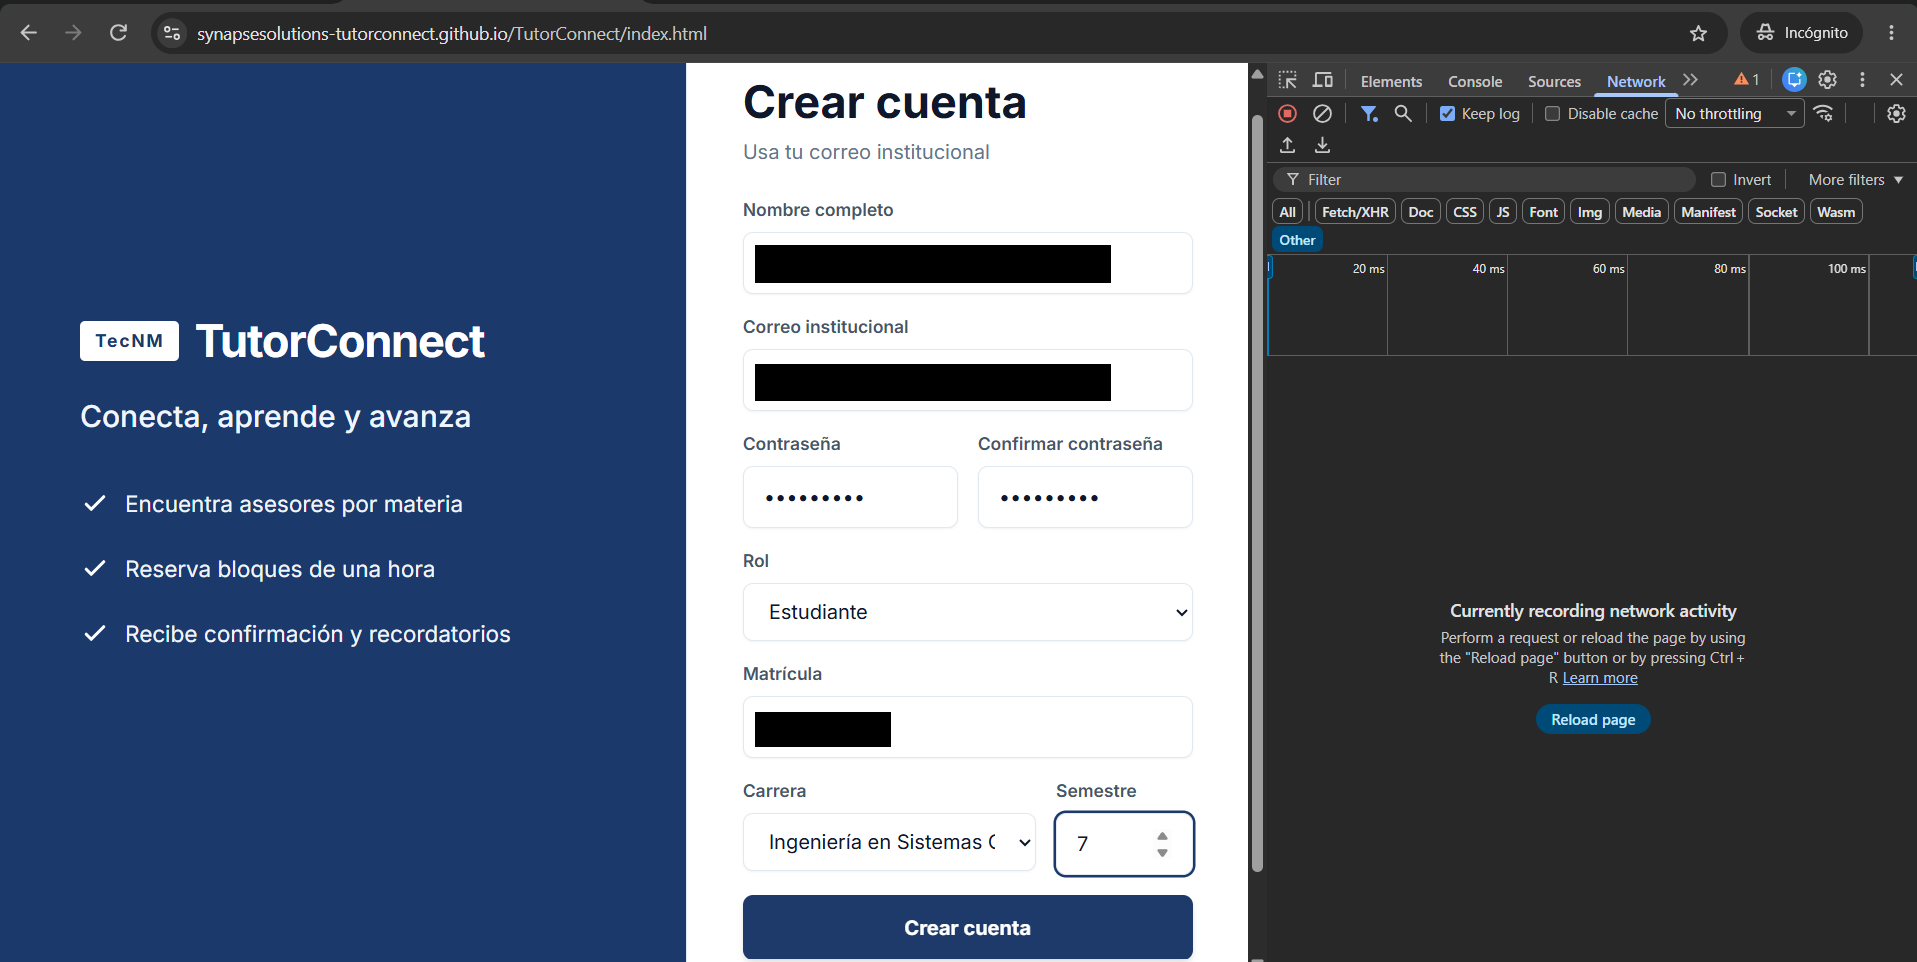 synapsesolutions-tutorconnect.github.io/TutorConnect/index.html
Incógnito
TecNM
TutorConnect
Conecta, aprende y avanza
Encuentra asesores por materia
Reserva bloques de una hora
Recibe confirmación y recordatorios
Crear cuenta
Usa tu correo institucional
Nombre completo
Correo institucional
Contraseña Confirmar contraseña
••••••••• •••••••••
Rol
Estudiante
Matrícula
Carrera Semestre
Ingeniería en Sistemas C 7
Crear cuenta
Elements Console Sources Network 1
Keep log Disable cache No throttling
Filter Invert More filters
All Fetch/XHR Doc CSS JS Font Img Media Manifest Socket Wasm
Other
20 ms 40 ms 60 ms 80 ms 100 ms
Currently recording network activity
Perform a request or reload the page by using
the "Reload page" button or by pressing Ctrl +
R Learn more
Reload page